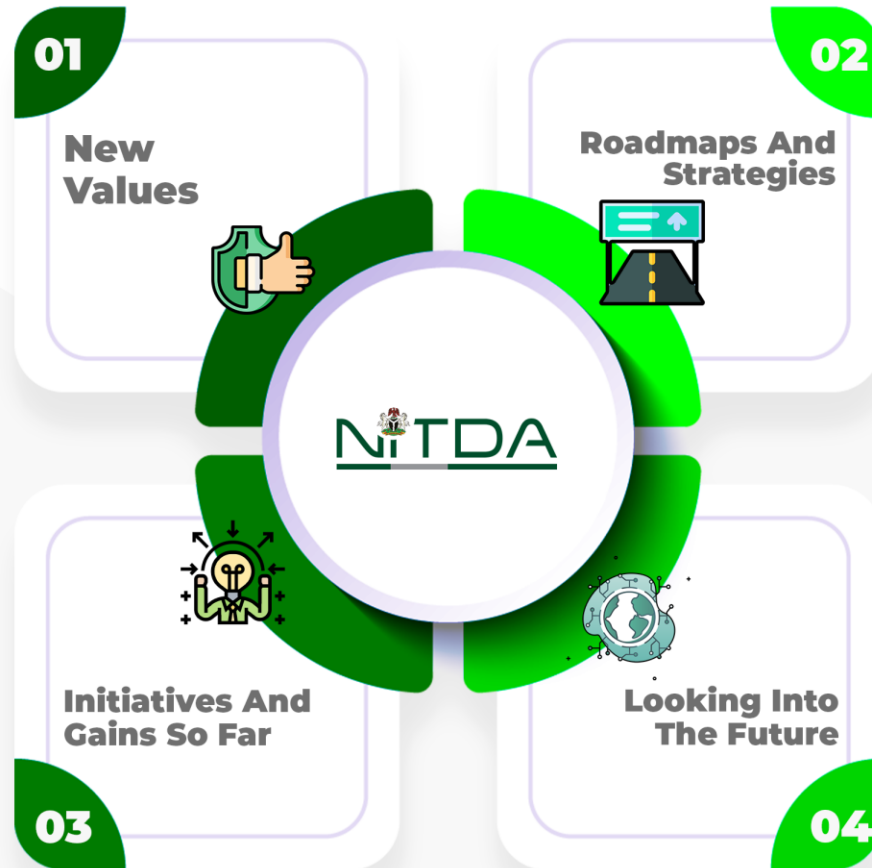 01
New
Values
02
Roadmaps And
Strategies
NiTDA
Initiatives And
Gains So Far
03
Looking Into
The Future
04